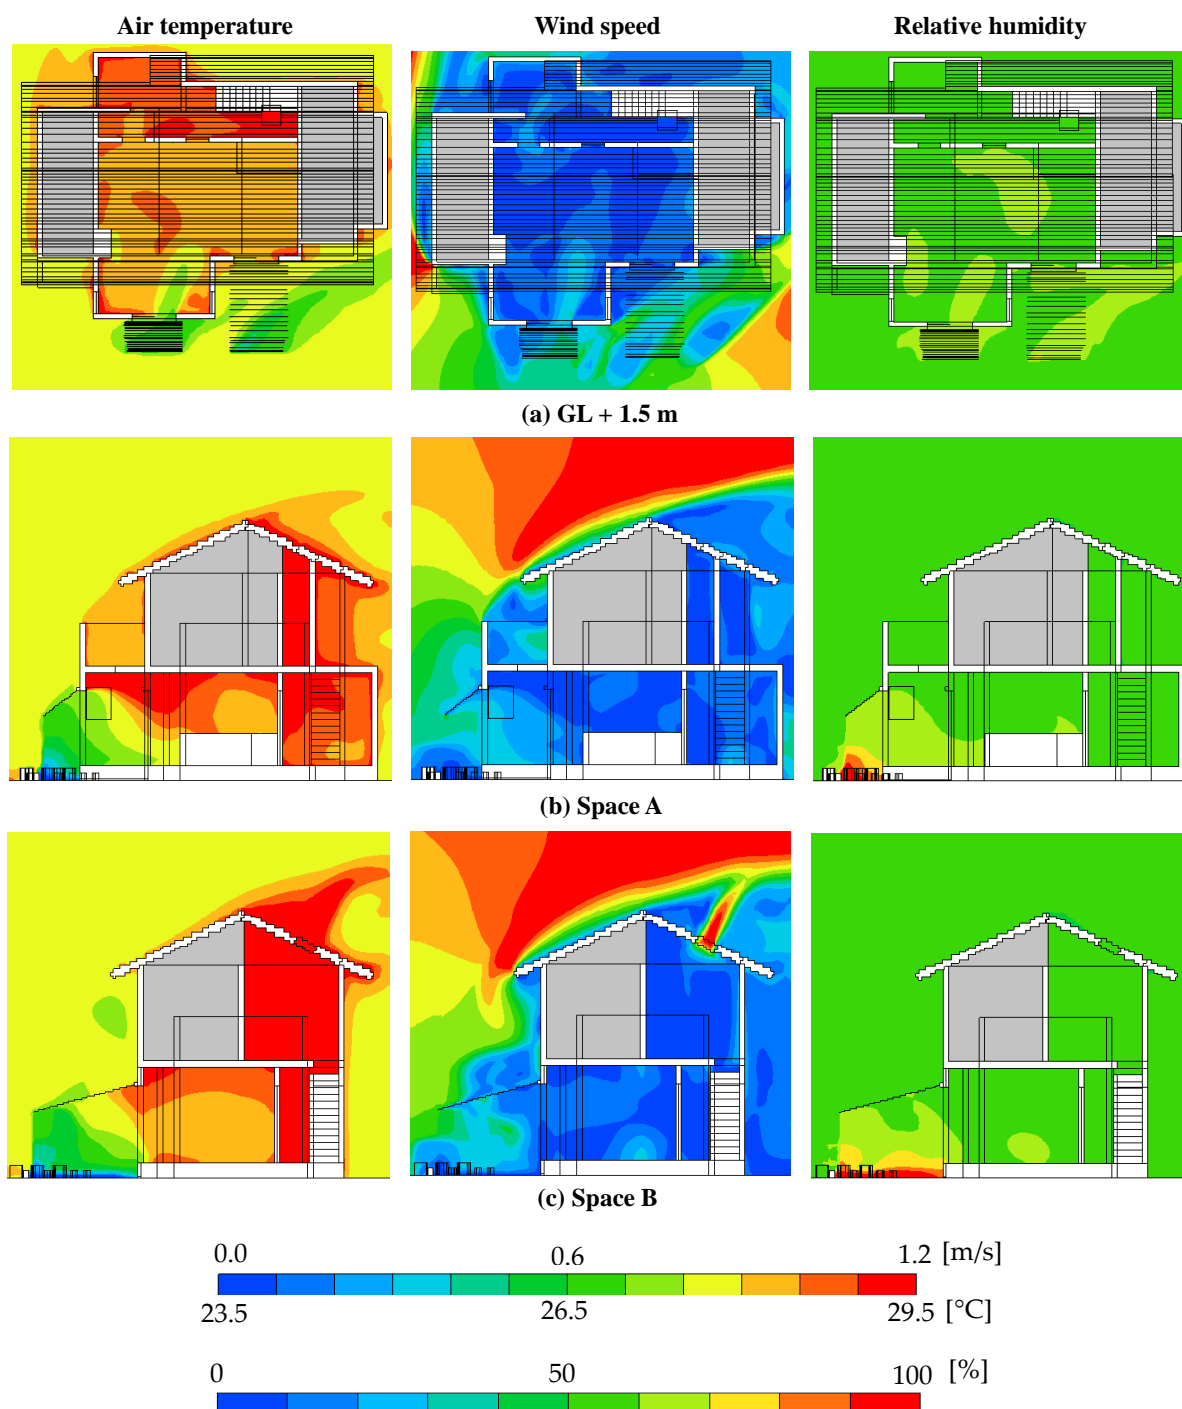 Air temperature Wind speed Relative humidity
(a) GL + 1.5 m
(b) Space A
(c) Space B
0.0 0.6 1.2 [m/s]
23.5 26.5 29.5 [°C]
0 50 100 [%]